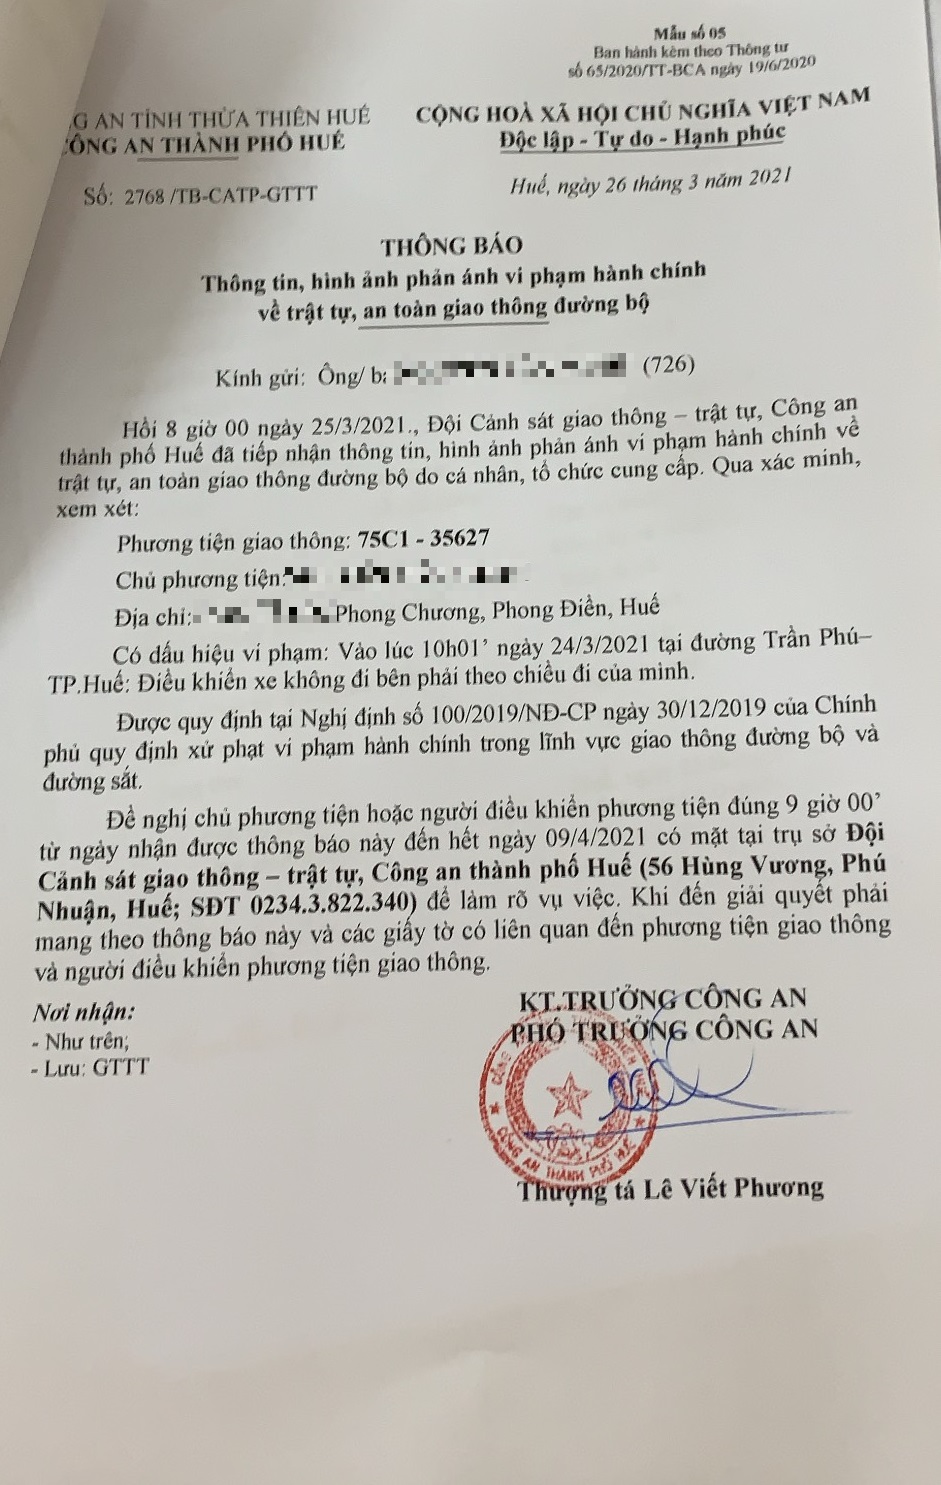 Mẫu số 05
Ban hành kèm theo Thông tư
số 65/2020/TT-BCA ngày 19/6/2020
G AN TỈNH THỪA THIÊN HUẾ
CÔNG AN THÀNH PHỐ HUẾ
CỘNG HOÀ XÃ HỘI CHỦ NGHĨA VIỆT NAM
Độc lập - Tự do - Hạnh phúc
Số: 2768 /TB-CATP-GTTT
Huế, ngày 26 tháng 3 năm 2021
THÔNG BÁO
Thông tin, hình ảnh phản ánh vi phạm hành chính
về trật tự, an toàn giao thông đường bộ
Kính gửi: Ông/ bà (726)
Hồi 8 giờ 00 ngày 25/3/2021., Đội Cảnh sát giao thông – trật tự, Công an
thành phố Huế đã tiếp nhận thông tin, hình ảnh phản ánh vi phạm hành chính về
trật tự, an toàn giao thông đường bộ do cá nhân, tổ chức cung cấp. Qua xác minh,
xem xét:
Phương tiện giao thông: 75C1 - 35627
Chủ phương tiện:
Địa chỉ: Phong Chương, Phong Điền, Huế
Có dấu hiệu vi phạm: Vào lúc 10h01’ ngày 24/3/2021 tại đường Trần Phú–
TP.Huế: Điều khiển xe không đi bên phải theo chiều đi của mình.
Được quy định tại Nghị định số 100/2019/NĐ-CP ngày 30/12/2019 của Chính
phủ quy định xử phạt vi phạm hành chính trong lĩnh vực giao thông đường bộ và
đường sắt.
Đề nghị chủ phương tiện hoặc người điều khiển phương tiện đúng 9 giờ 00’
từ ngày nhận được thông báo này đến hết ngày 09/4/2021 có mặt tại trụ sở Đội
Cảnh sát giao thông – trật tự, Công an thành phố Huế (56 Hùng Vương, Phú
Nhuận, Huế; SĐT 0234.3.822.340) để làm rõ vụ việc. Khi đến giải quyết phải
mang theo thông báo này và các giấy tờ có liên quan đến phương tiện giao thông
và người điều khiển phương tiện giao thông.
Nơi nhận:
- Như trên;
- Lưu: GTTT
KT.TRƯỞNG CÔNG AN
PHÓ TRƯỞNG CÔNG AN
CÔNG AN THÀNH PHỐ HUẾ
Thượng tá Lê Viết Phương